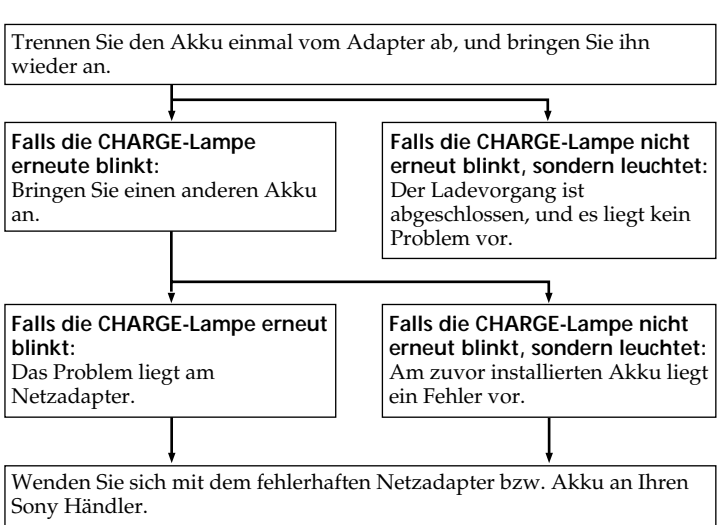 Trennen Sie den Akku einmal vom Adapter ab, und bringen Sie ihn
wieder an.
Falls die CHARGE-Lampe
erneute blinkt:
Bringen Sie einen anderen Akku
an.
Falls die CHARGE-Lampe nicht
erneut blinkt, sondern leuchtet:
Der Ladevorgang ist
abgeschlossen, und es liegt kein
Problem vor.
Falls die CHARGE-Lampe erneut
blinkt:
Das Problem liegt am
Netzadapter.
Falls die CHARGE-Lampe nicht
erneut blinkt, sondern leuchtet:
Am zuvor installierten Akku liegt
ein Fehler vor.
Wenden Sie sich mit dem fehlerhaften Netzadapter bzw. Akku an Ihren
Sony Händler.